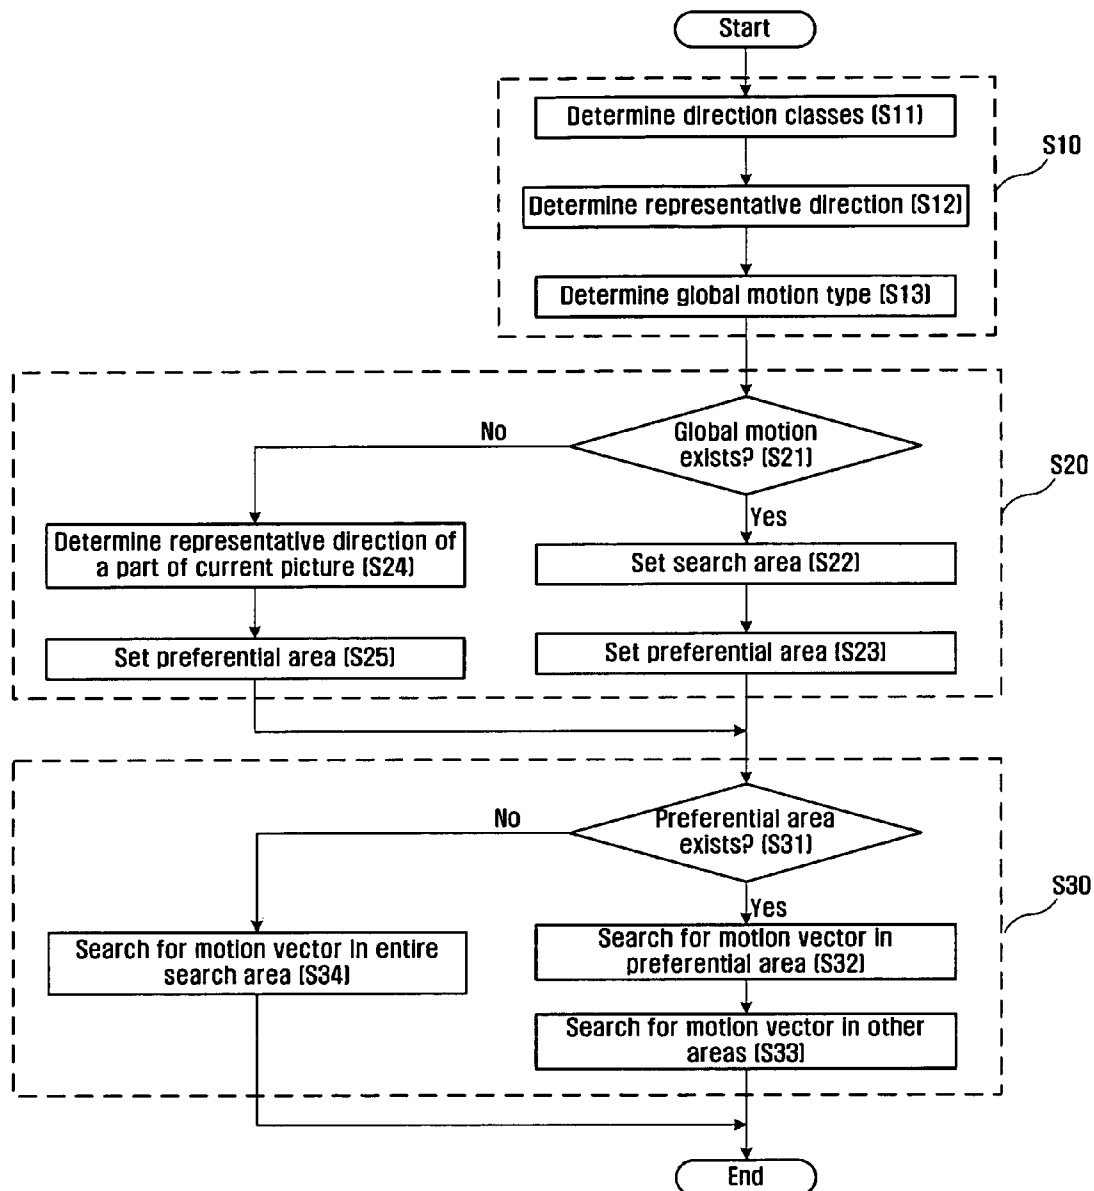 Start
Determine direction classes (S11)
S10
Determine representative direction (S12)
Determine global motion type (S13)
No
Global motion
exists? (S21)
S20
Yes
Determine representative direction of
a part of current picture (S24)
Set search area (S22)
Set preferential area (S25)
Set preferential area (S23)
No
Preferential area
exists? (S31)
S30
Yes
Search for motion vector in entire
search area (S34)
Search for motion vector in
preferential area (S32)
Search for motion vector in other
areas (S33)
End